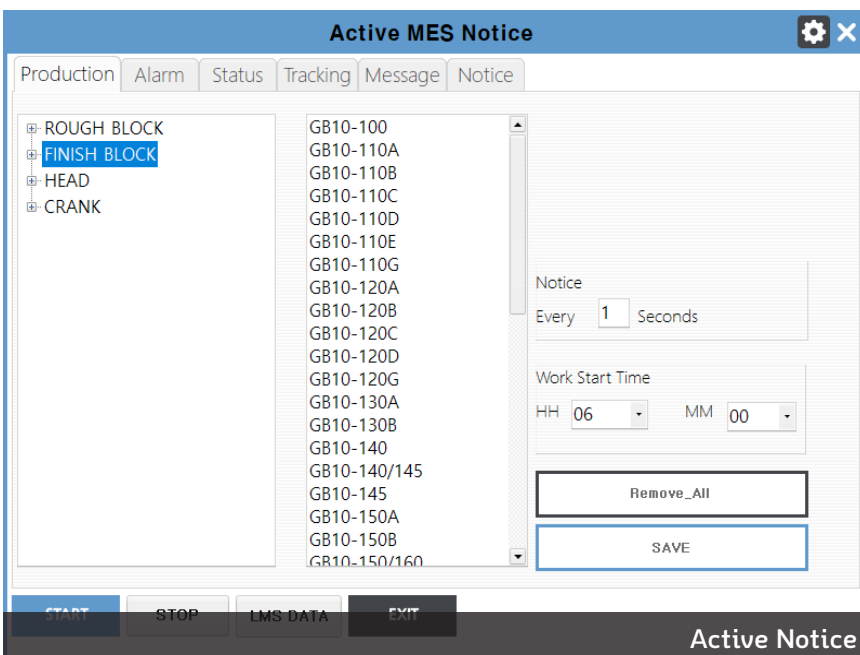 Active MES Notice
Production Alarm Status Tracking Message Notice
ROUGH BLOCK
FINISH BLOCK
HEAD
CRANK
GB10-100
GB10-110A
GB10-110B
GB10-110C
GB10-110D
GB10-110E
GB10-110G
GB10-120A
GB10-120B
GB10-120C
GB10-120D
GB10-120G
GB10-130A
GB10-130B
GB10-140
GB10-140/145
GB10-145
GB10-150A
GB10-150B
GB10-150/160
Notice
Every 1 Seconds
Work Start Time
HH 06 MM 00
Remove_All
SAVE
START STOP LMS DATA EXIT
Active Notice